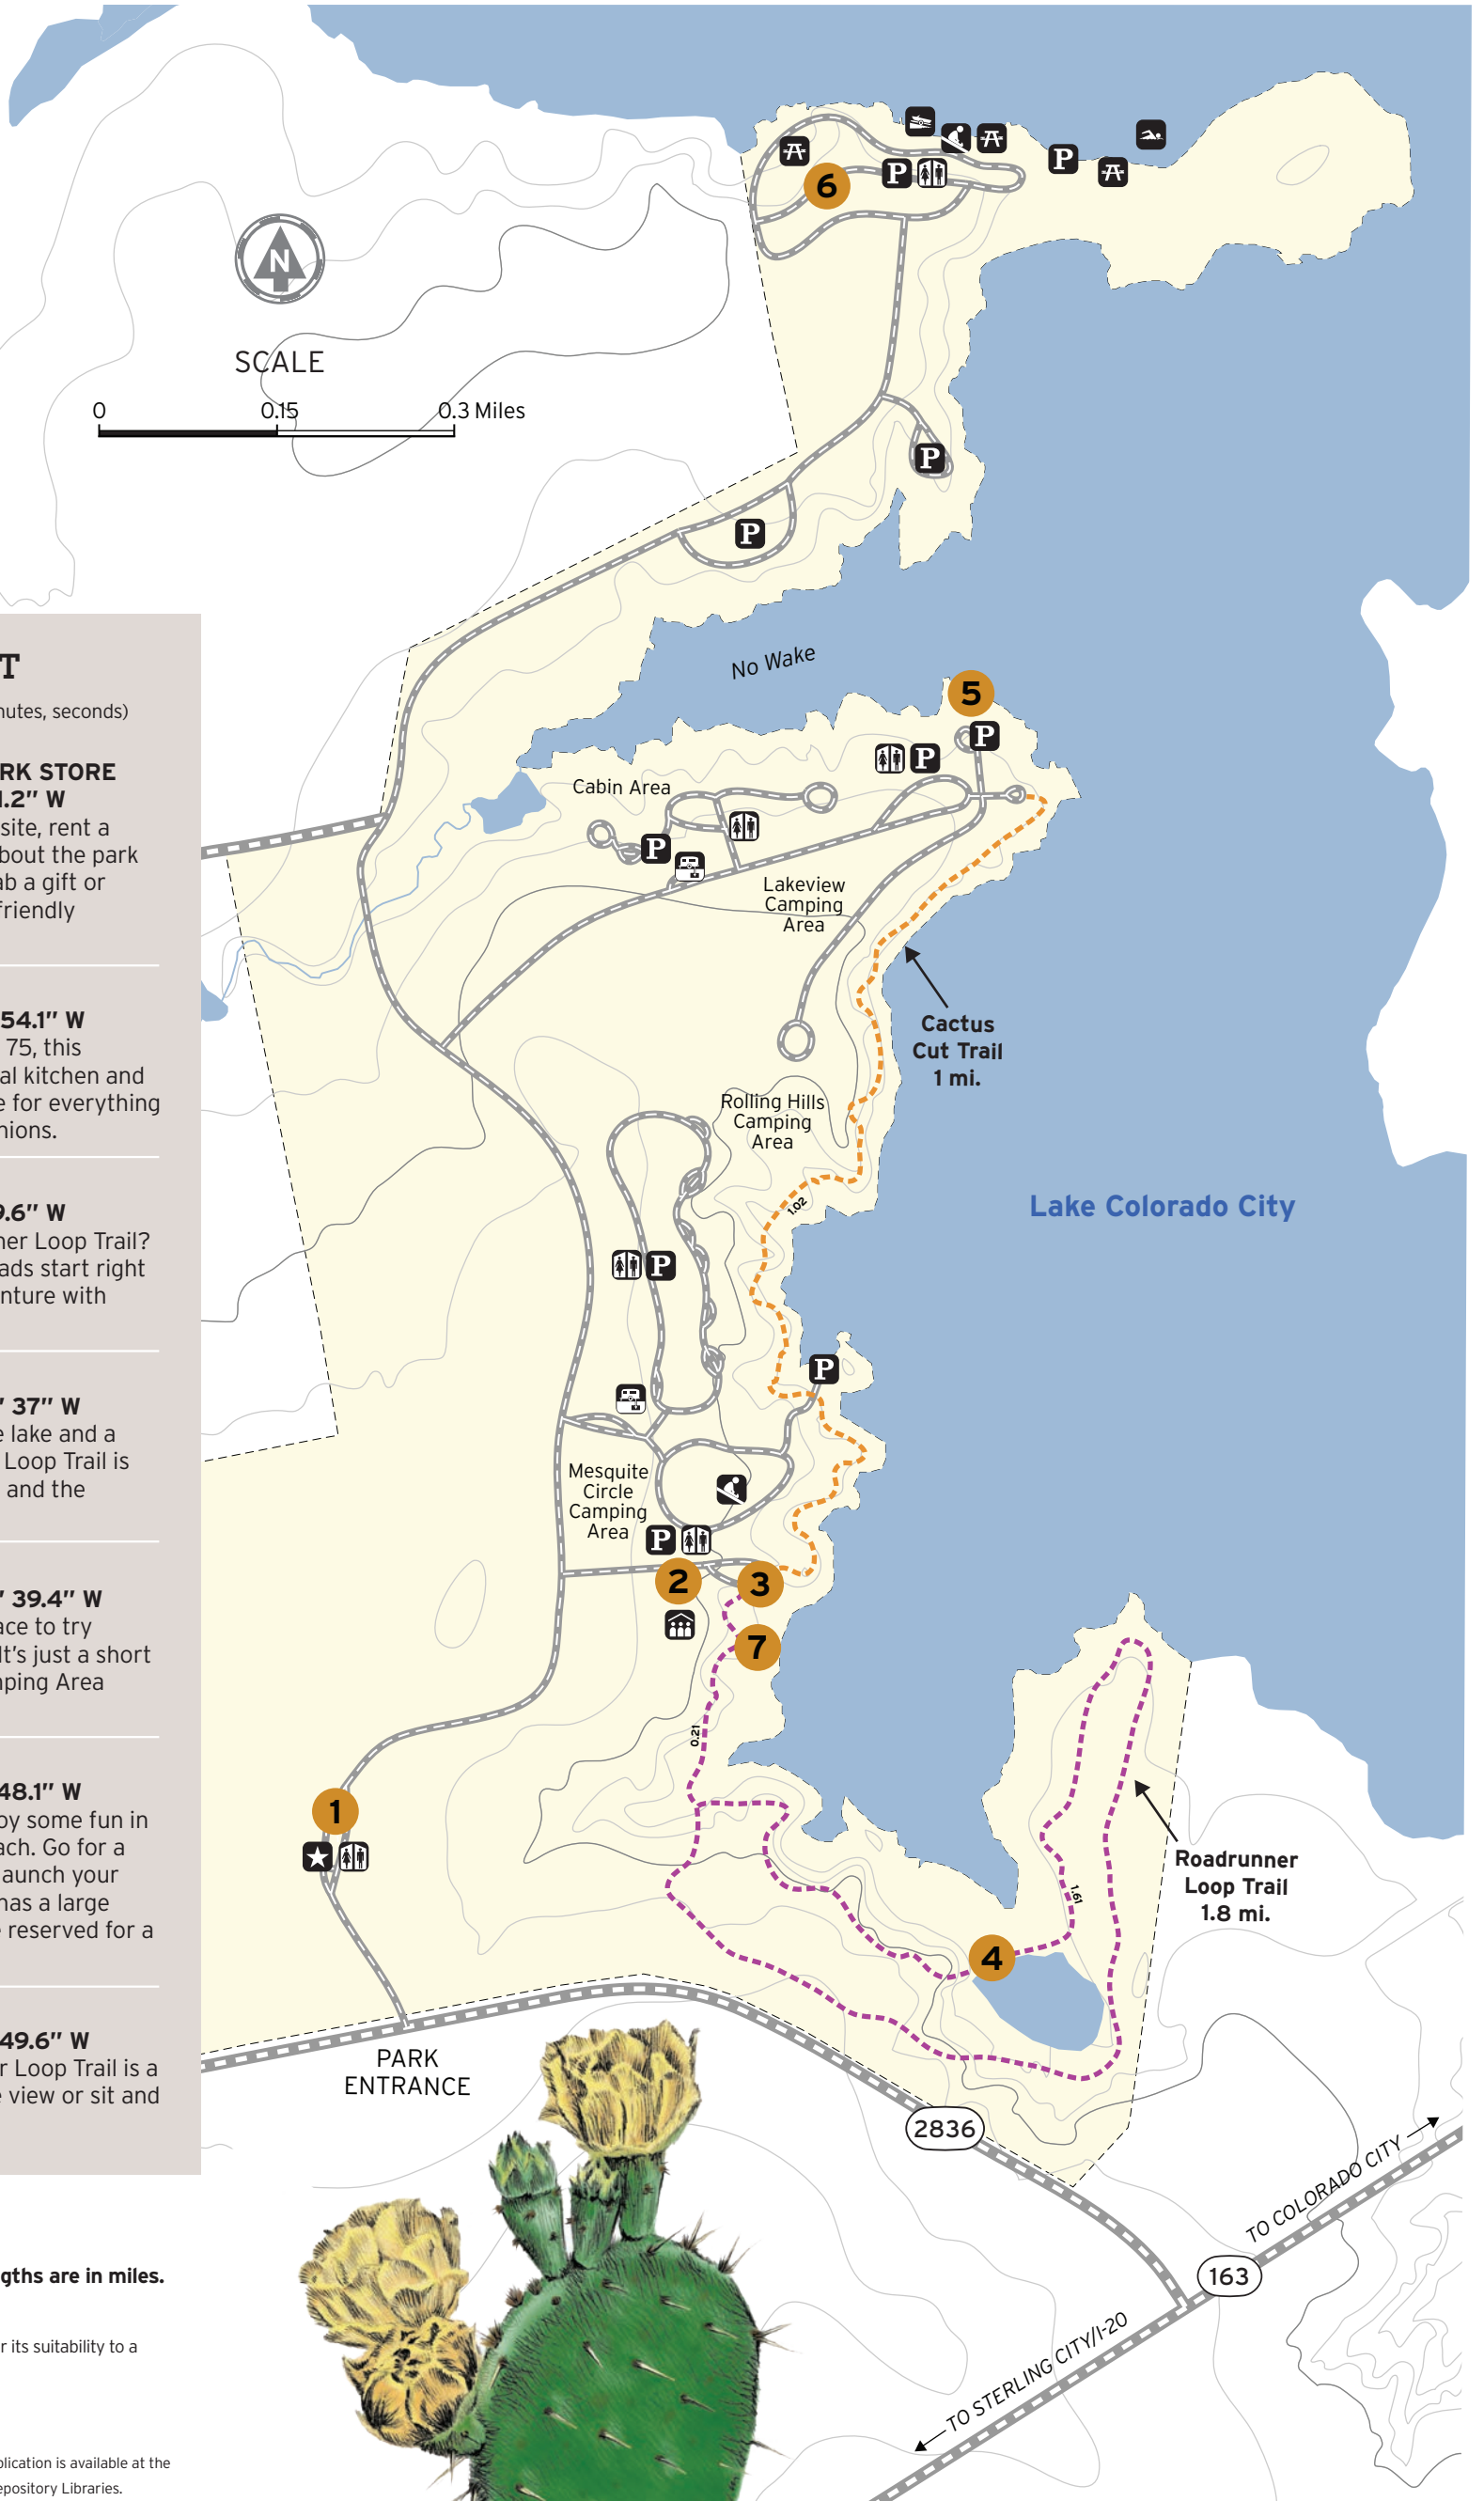 N
SCALE
0 0.15 0.3 Miles
6
P
P
P
P
No Wake
5
P
P
Cabin Area
P
Lakeview
Camping
Area
Cactus
Cut Trail
1 mi.
Rolling Hills
Camping
Area
1.02
Lake Colorado City
P
P
Mesquite
Circle
Camping
Area
P
2
3
7
0.21
1
Roadrunner
Loop Trail
1.8 mi.
1.61
4
PARK
ENTRANCE
2836
TO COLORADO CITY
163
TO STERLING CITY/I-20
T
nutes, seconds)
RK STORE
1.2" W
site, rent a
bout the park
ab a gift or
friendly
54.1" W
75, this
al kitchen and
e for everything
nions.
9.6" W
ner Loop Trail?
ads start right
nture with
' 37" W
e lake and a
Loop Trail is
and the
' 39.4" W
ace to try
It's just a short
mping Area
48.1" W
oy some fun in
ach. Go for a
launch your
has a large
e reserved for a
49.6" W
r Loop Trail is a
e view or sit and
gths are in miles.
r its suitability to a
plication is available at the
epository Libraries.